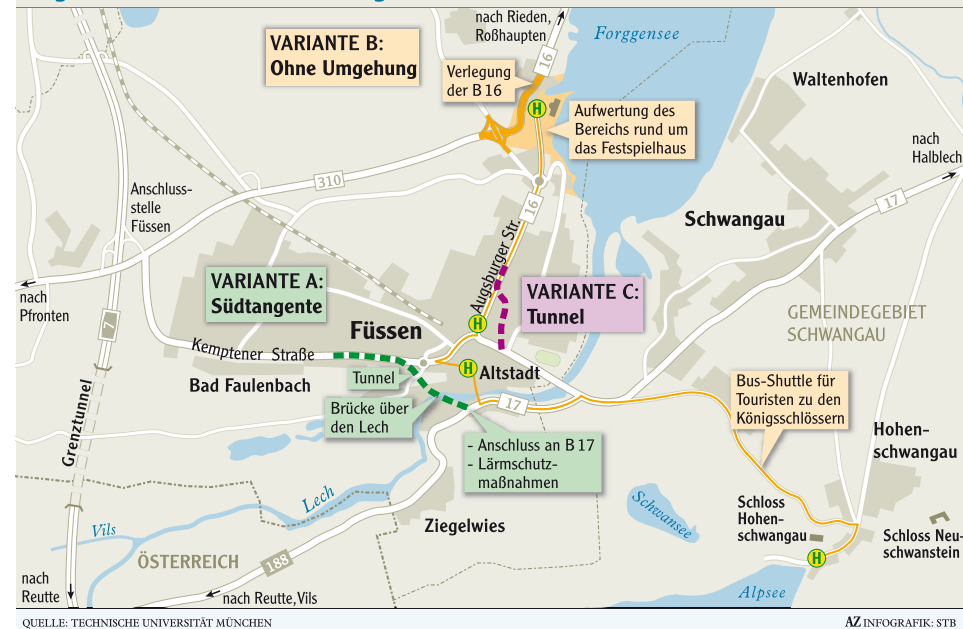 nach Rieden,
Roßhaupten,
Forggensee
VARIANTE B:
Ohne Umgehung
16
Verlegung
der B 16
Waltenhofen
H
Aufwertung des
Bereichs rund um
das Festspielhaus
nach
Halblech
Anschluss-
stelle
Füssen
310
16
17
Schwangau
Augsburger Str.
VARIANTE A:
Südtangente
VARIANTE C:
Tunnel
nach
Pfronten
7
GEMEINDEGEBIET
SCHWANGAU
Füssen
H
Kemptener Straße
H
Altstadt
Tunnel
Bad Faulenbach
Bus-Shuttle für
Touristen zu den
Königsschlössern
Brücke über
den Lech
17
Grenztunnel
- Anschluss an B 17
- Lärmschutz-
maßnahmen
Hohen-
schwangau
Lech
Schwansee
Schloss
Hohen-
schwangau
Ziegelwies
Vils
Schloss Neu-
schwanstein
ÖSTERREICH
188
H
nach
Reutte
nach Reutte, Vils
Alpsee
QUELLE: TECHNISCHE UNIVERSITÄT MÜNCHEN
AZ INFOGRAFIK: STB